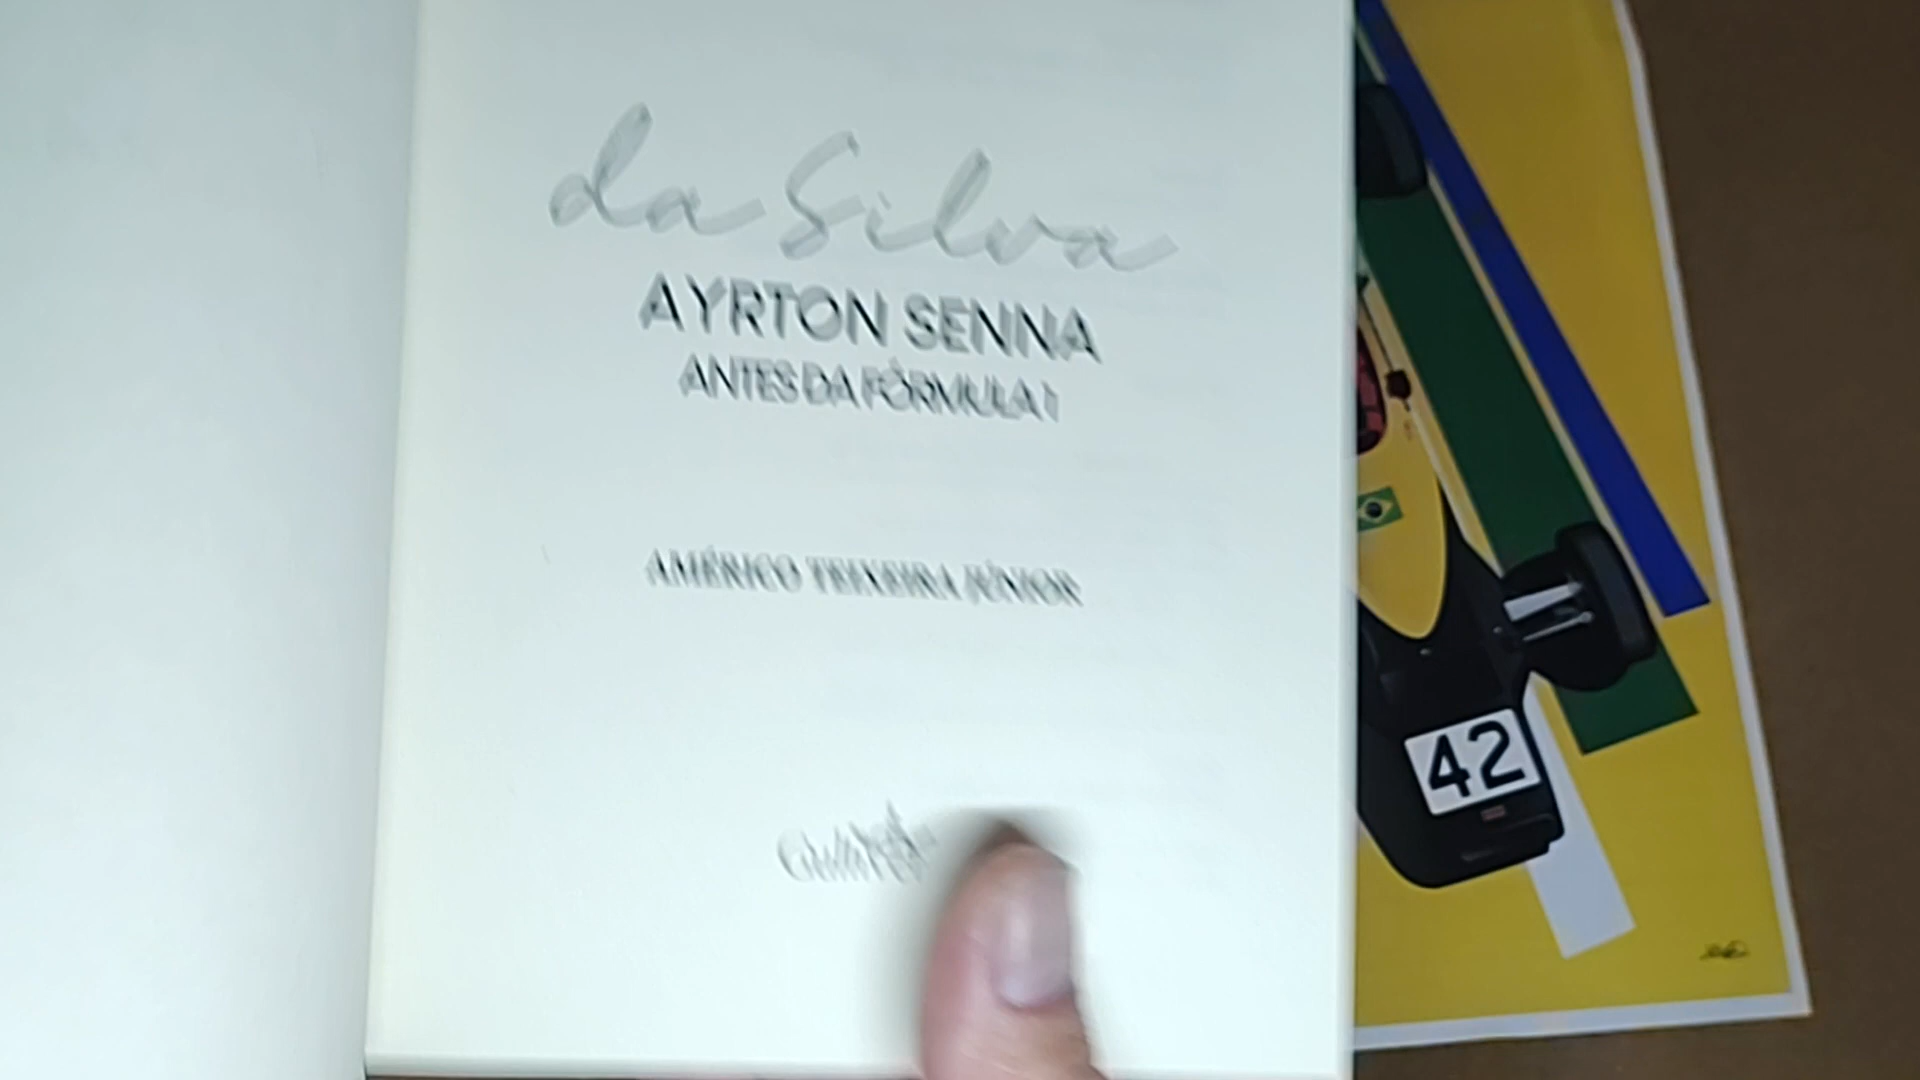 da Silva
AYRTON SENNA
ANTES DA FÓRMULA 1
AMÉRICO TEIXEIRA JÚNIOR
42